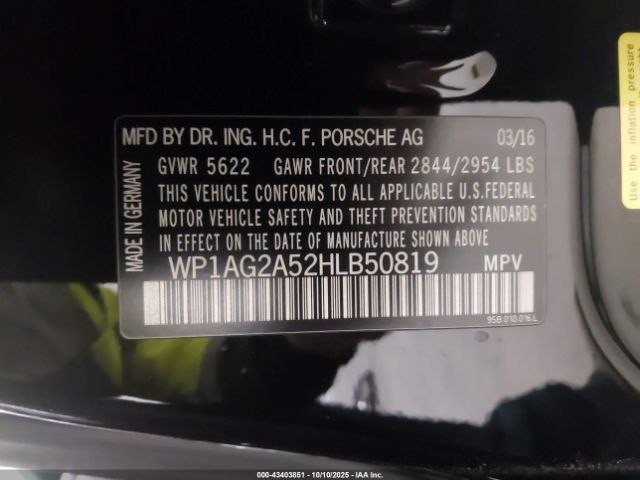 MFD BY DR. ING. H.C. F. PORSCHE AG 03/16
GVWR 5622 GAWR FRONT/REAR 2844/2954 LBS
THIS VEHICLE CONFORMS TO ALL APPLICABLE U.S.FEDERAL
MOTOR VEHICLE SAFETY AND THEFT PREVENTION STANDARDS
IN EFFECT ON THE DATE OF MANUFACTURE SHOWN ABOVE
WP1AG2A52HLB50819 MPV
95B 010 016 L
MADE IN GERMANY
Use the inflation pressure
000-43403851 - 10/10/2025 - IAAI.com